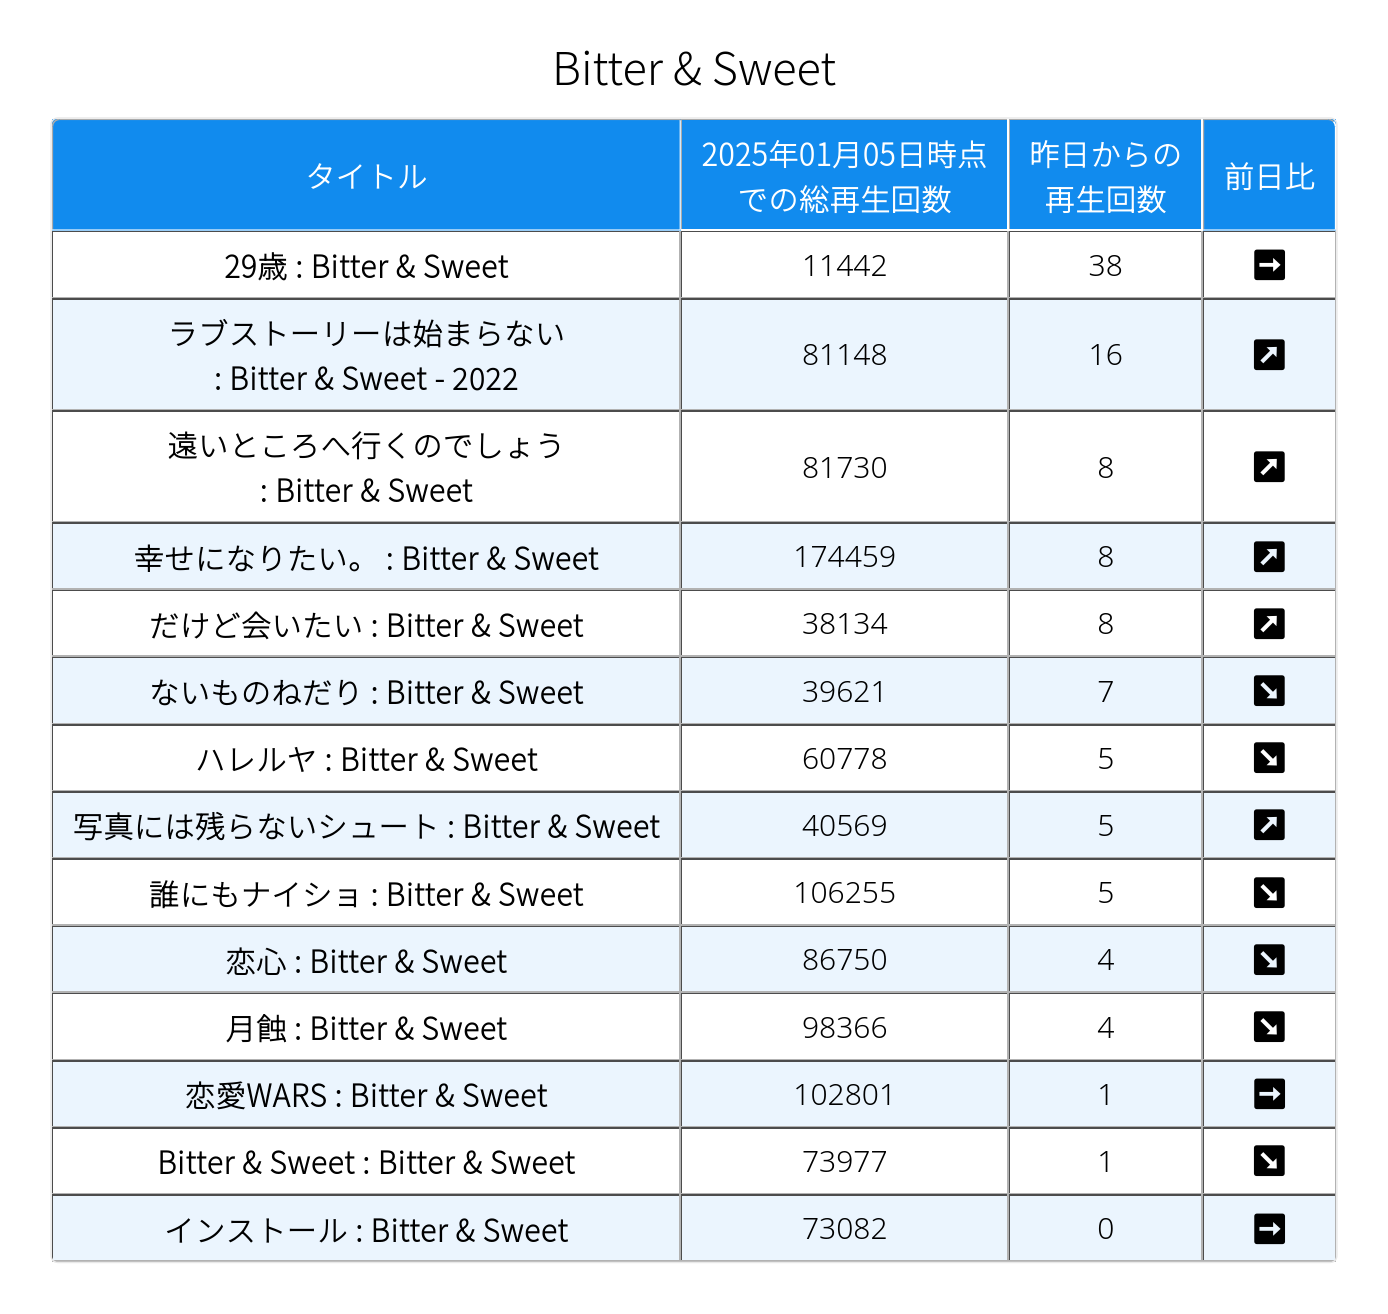 Bitter & Sweet
タイトル
2025年01月05日時点
での総再生回数
昨日からの
再生回数
前日比
29歳 : Bitter & Sweet
11442
38
➡
ラブストーリーは始まらない
: Bitter & Sweet - 2022
81148
16
↗
遠いところへ行くのでしょう
: Bitter & Sweet
81730
8
↗
幸せになりたい。 : Bitter & Sweet
174459
8
↗
だけど会いたい : Bitter & Sweet
38134
8
↗
ないものねだり : Bitter & Sweet
39621
7
↘
ハレルヤ : Bitter & Sweet
60778
5
↘
写真には残らないシュート : Bitter & Sweet
40569
5
↗
誰にもナイショ : Bitter & Sweet
106255
5
↘
恋心 : Bitter & Sweet
86750
4
↘
月蝕 : Bitter & Sweet
98366
4
↘
恋愛WARS : Bitter & Sweet
102801
1
➡
Bitter & Sweet : Bitter & Sweet
73977
1
↘
インストール : Bitter & Sweet
73082
0
➡